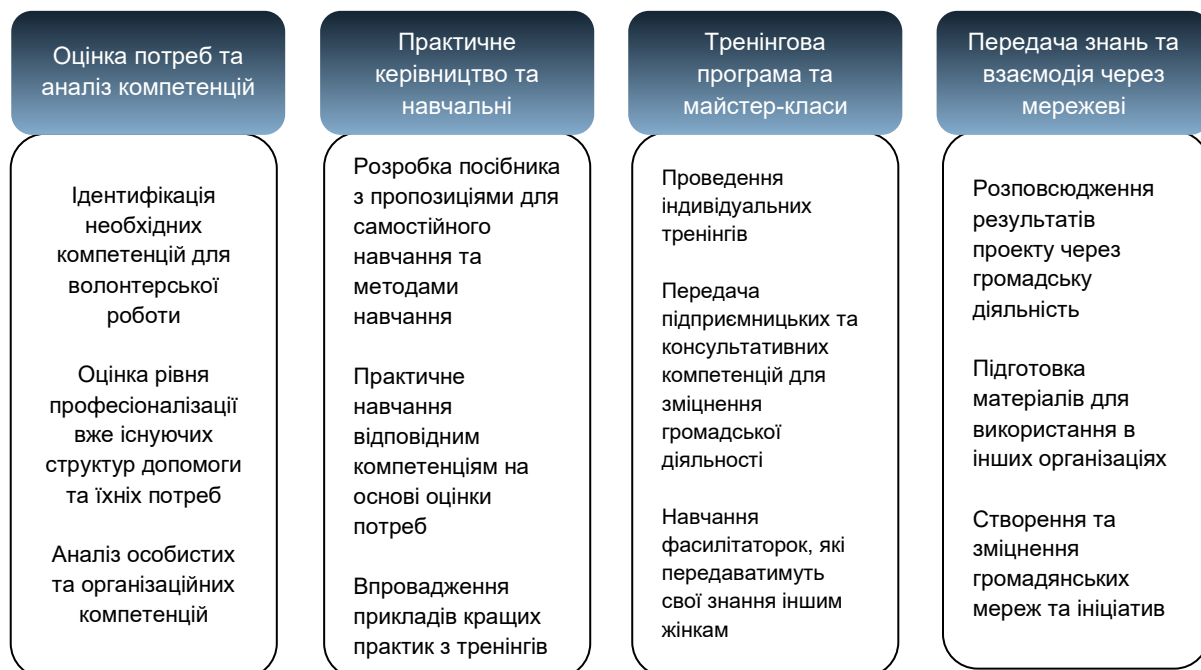 Оцінка потреб та
аналіз компетенцій
Ідентифікація
необхідних
компетенцій для
волонтерської
роботи
Оцінка рівня
професіоналізації
вже існуючих
структур допомоги
та їхніх потреб
Аналіз особистих
та організаційних
компетенцій
Практичне
керівництво та
навчальні
Розробка посібника
з пропозиціями для
самостійного
навчання та
методами
навчання
Практичне
навчання
відповідним
компетенціям на
основі оцінки
потреб
Впровадження
прикладів кращих
практик з тренінгів
Тренінгова
програма та
майстер-класи
Проведення
індивідуальних
тренінгів
Передача
підприємницьких та
консультативних
компетенцій для
зміцнення
громадської
діяльності
Навчання
фасилітаторок, які
передаватимуть
свої знання іншим
жінкам
Передача знань та
взаємодія через
мережеві
Розповсюдження
результатів
проекту через
громадську
діяльність
Підготовка
матеріалів для
використання в
інших організаціях
Створення та
зміцнення
громадянських
мереж та ініціатив